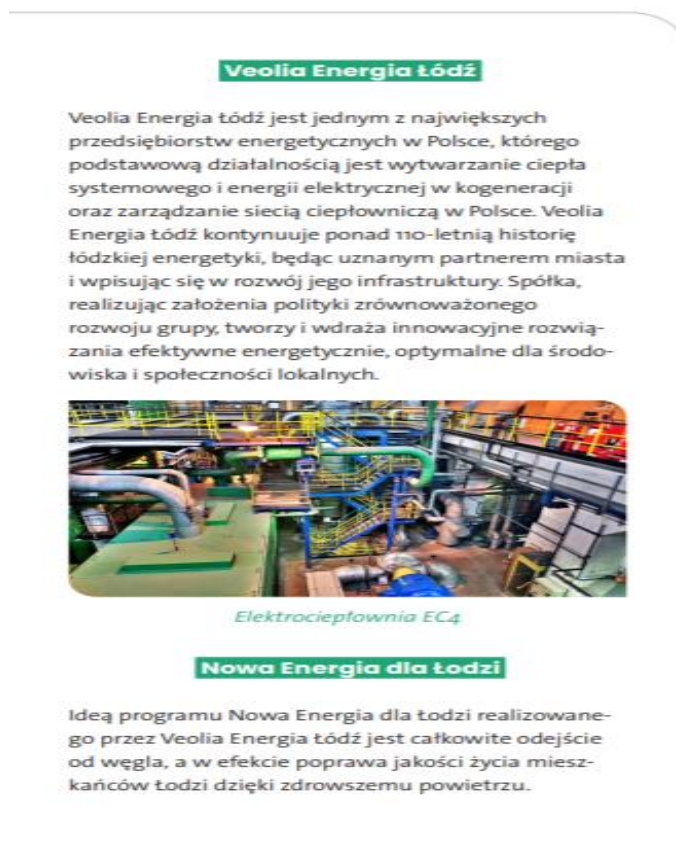 Veolia Energia Łódź
Veolia Energia Łódź jest jednym z największych
przedsiębiorstw energetycznych w Polsce, którego
podstawową działalnością jest wytwarzanie ciepła
systemowego i energii elektrycznej w kogeneracji
oraz zarządzanie siecią ciepłowniczą w Polsce. Veolia
Energia Łódź kontynuuje ponad 110-letnią historię
łódzkiej energetyki, będąc uznanym partnerem miasta
i wpisując się w rozwój jego infrastruktury. Spółka,
realizując założenia polityki zrównoważonego
rozwoju grupy, tworzy i wdraża innowacyjne rozwią-
zania efektywne energetycznie, optymalne dla środo-
wiska i społeczności lokalnych.
Elektrociepłownia EC4
Nowa Energia dla Łodzi
Ideą programu Nowa Energia dla Łodzi realizowane-
go przez Veolia Energia Łódź jest całkowite odejście
od węgla, a w efekcie poprawa jakości życia miesz-
kańców Łodzi dzięki zdrowszemu powietrzu.